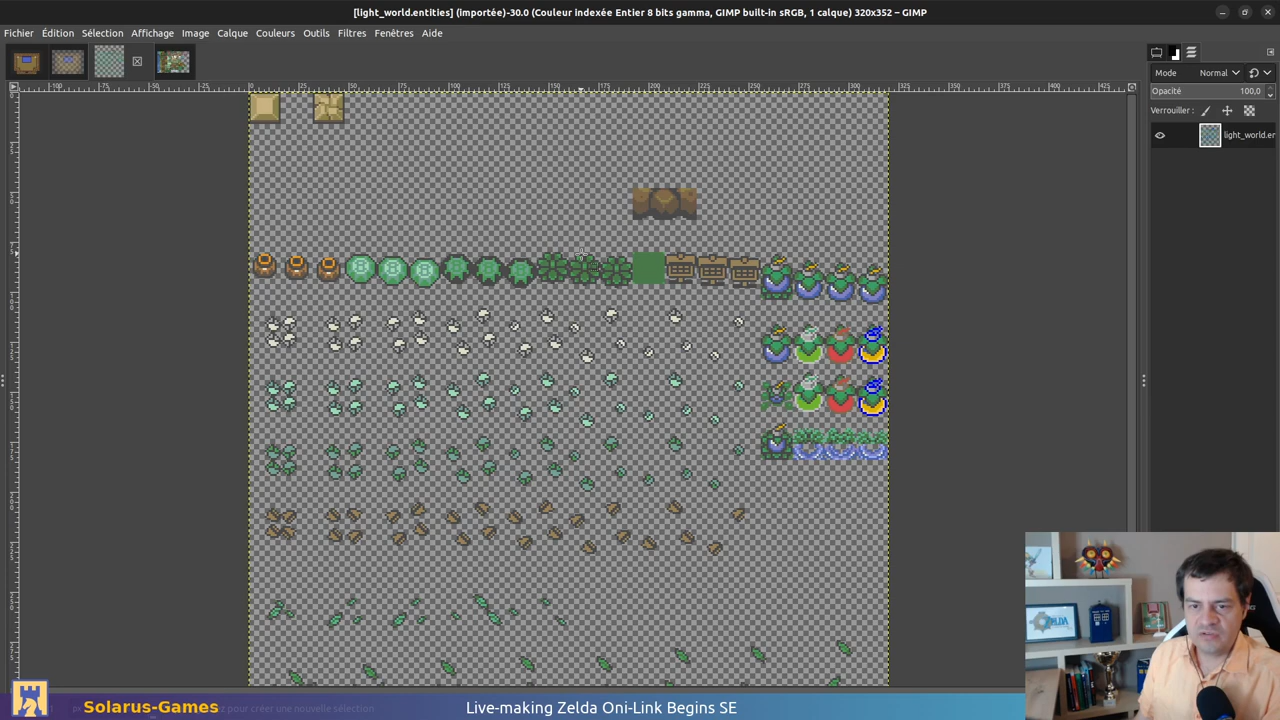 [light_world.entities] (importée)-30.0 (Couleur indexée Entier 8 bits gamma, GIMP built-in sRGB, 1 calque) 320x352 – GIMP
Fichier Édition Sélection Affichage Image Calque Couleurs Outils Filtres Fenêtres Aide
Mode Normal
Opacité 100,0
Verrouiller :
light_world.er
Solarus-Games
Live-making Zelda Oni-Link Begins SE